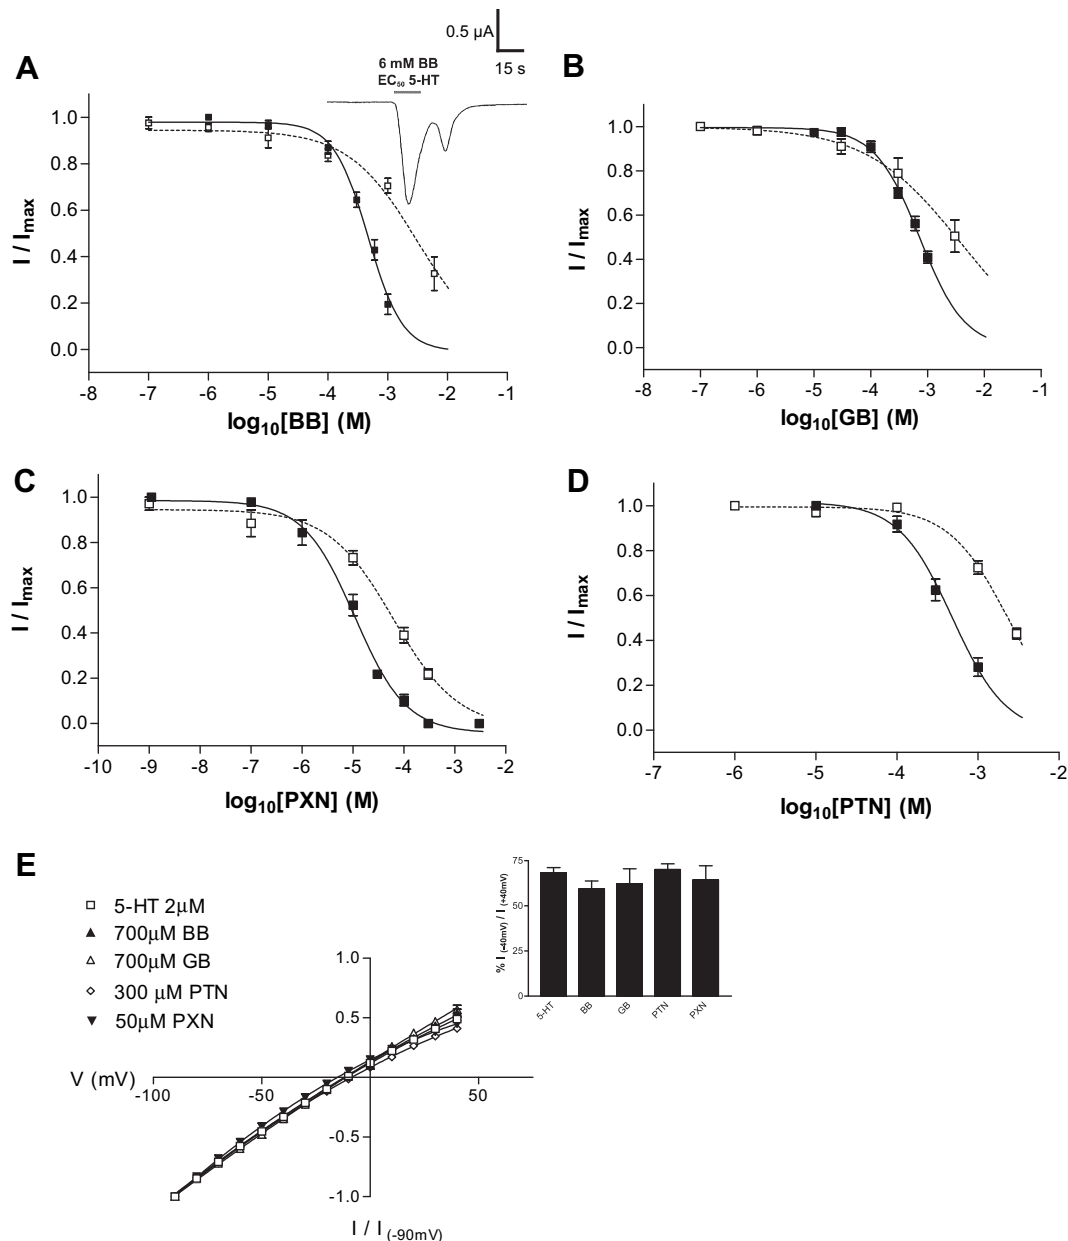 0.5 µA
15 s
A
6 mM BB
EC50 5-HT
I / Imax
1.0
0.8
0.6
0.4
0.2
0.0
-8 -7 -6 -5 -4 -3 -2 -1
log10[BB] (M)
B
I / Imax
1.0
0.8
0.6
0.4
0.2
0.0
-8 -7 -6 -5 -4 -3 -2 -1
log10[GB] (M)
C
I / Imax
1.0
0.8
0.6
0.4
0.2
0.0
-10 -9 -8 -7 -6 -5 -4 -3 -2
log10[PXN] (M)
D
I / Imax
1.0
0.8
0.6
0.4
0.2
0.0
-7 -6 -5 -4 -3 -2
log10[PTN] (M)
E
5-HT 2µM
700µM BB
700µM GB
300 µM PTN
50µM PXN
1.0
0.5
V (mV)
-100 -50 50
-0.5
-1.0
I / I (-90mV)
% I (-40mV) / I (+40mV)
75
50
25
0
5-HT BB GB PTN PXN